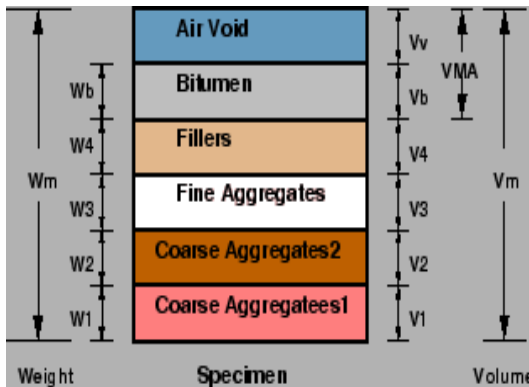 Air Void
Vv
VMA
Wb
Bitumen
Vb
W4
Fillers
V4
Wm
Vm
W3
Fine Aggregates
V3
W2
Coarse Aggregates2
V2
W1
Coarse Aggregatees1
V1
Weight
Specimen
Volume